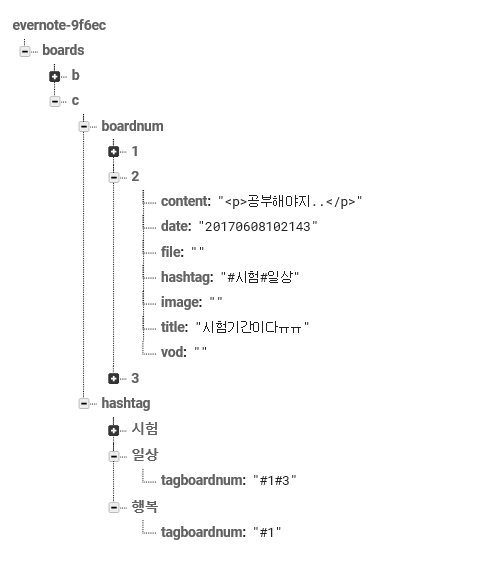 evernote-9f6ec
boards
b
c
boardnum
1
2
content: "<p>공부해야지..</p>"
date: "20170608102143"
file: ""
hashtag: "#시험#일상"
image: ""
title: "시험기간이다ㅠㅠ"
vod: ""
3
hashtag
시험
일상
tagboardnum: "#1#3"
행복
tagboardnum: "#1"